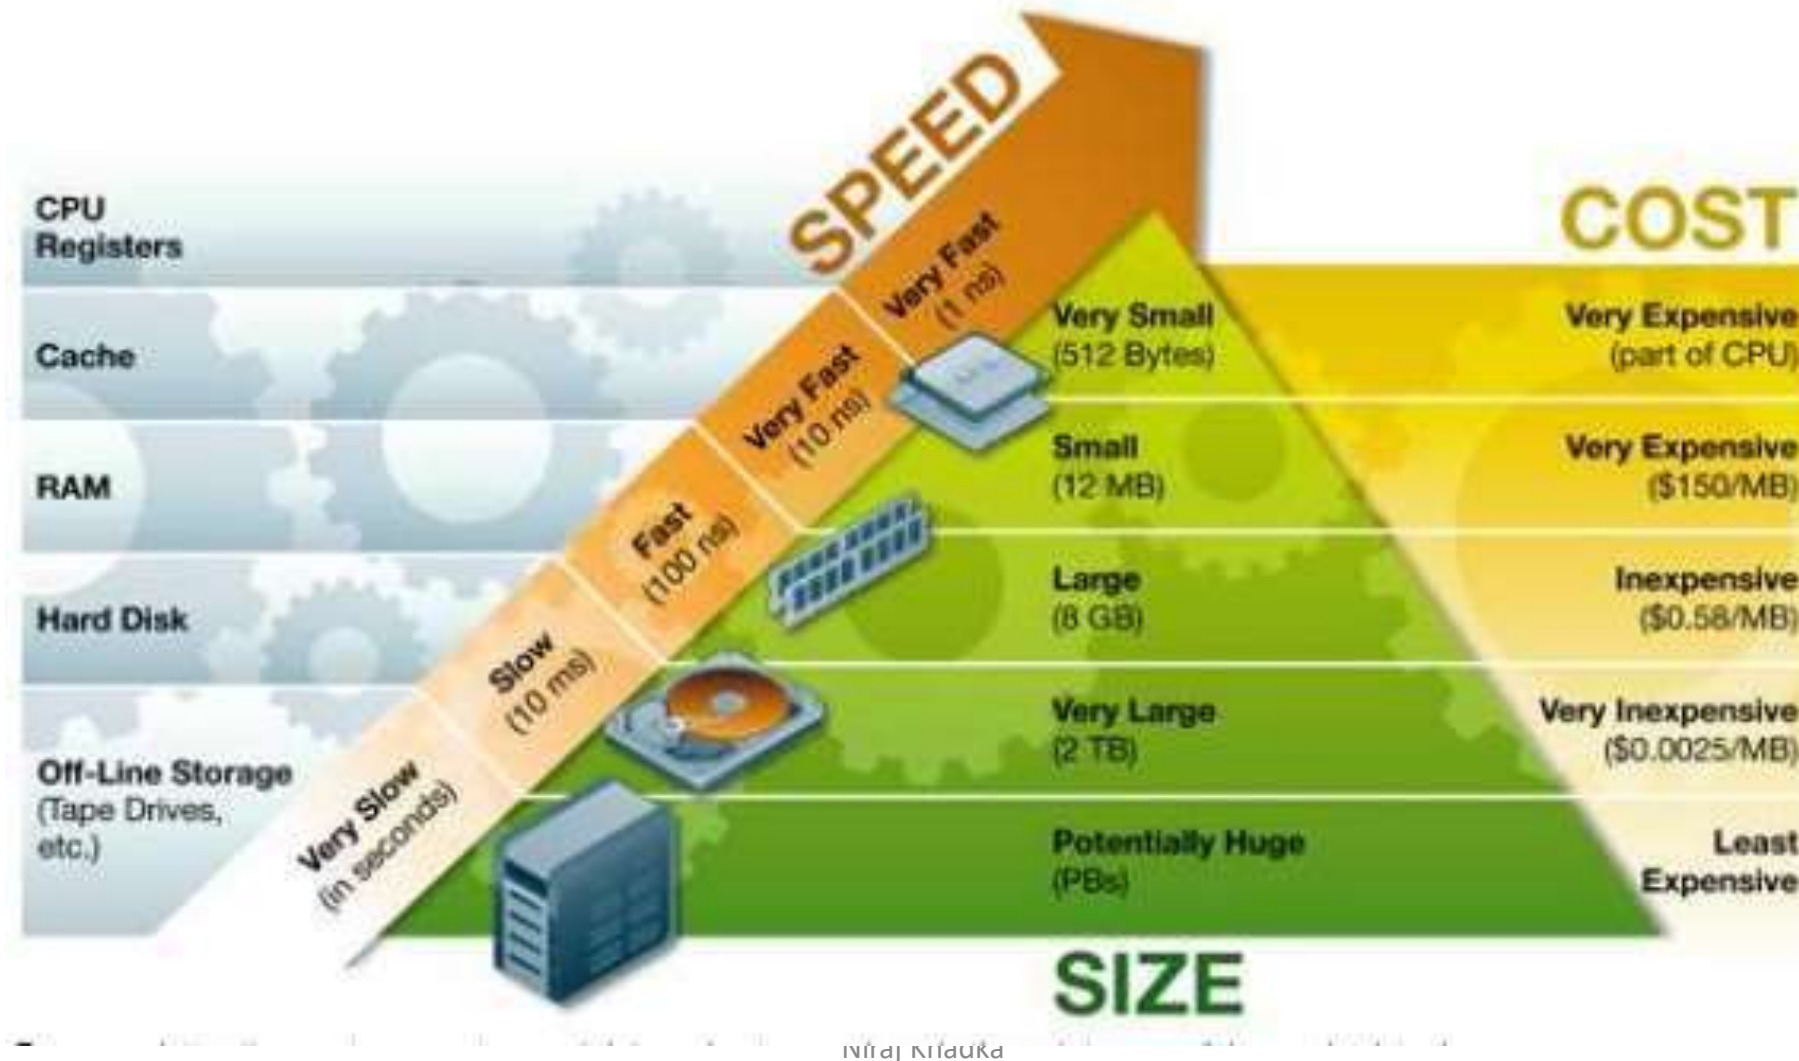 SPEED
COST
SIZE
CPU
Registers
Cache
RAM
Hard Disk
Off-Line Storage
(Tape Drives,
etc.)
Very Fast
(1 ns)
Very Fast
(10 ns)
Fast
(100 ns)
Slow
(10 ms)
Very Slow
(in seconds)
Very Small
(512 Bytes)
Small
(12 MB)
Large
(8 GB)
Very Large
(2 TB)
Potentially Huge
(PBs)
Very Expensive
(part of CPU)
Very Expensive
($150/MB)
Inexpensive
($0.58/MB)
Very Inexpensive
($0.0025/MB)
Least
Expensive
Niraj Khadka